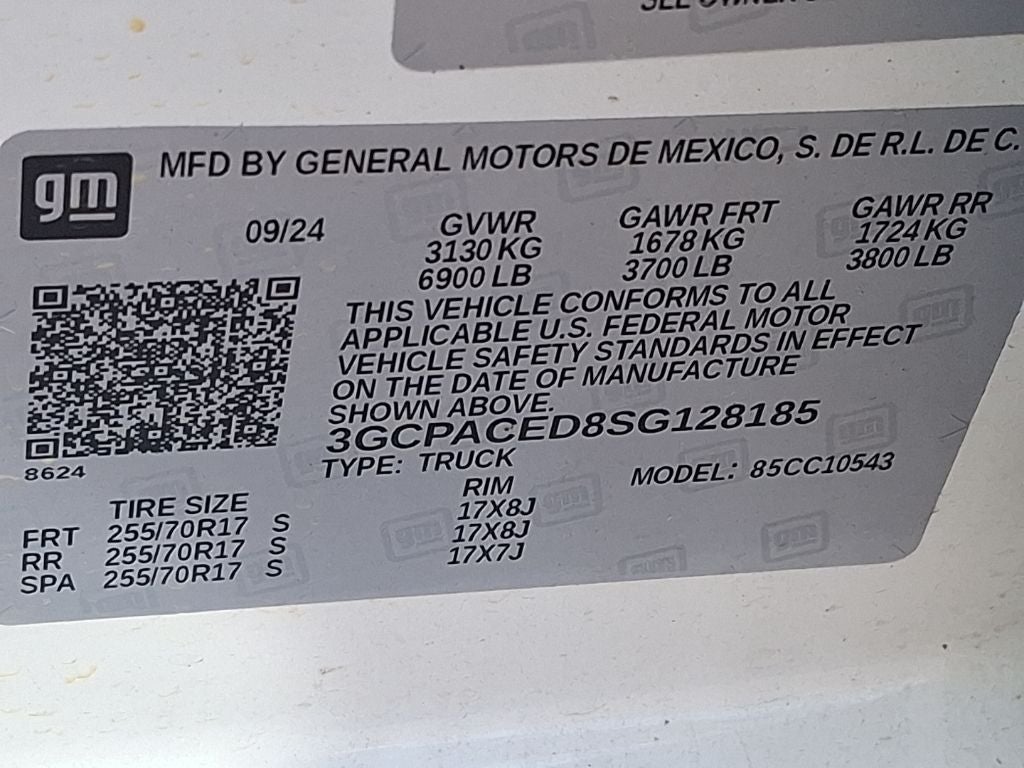 gm
MFD BY GENERAL MOTORS DE MEXICO, S. DE R.L. DE C.
09/24
GVWR GAWR FRT GAWR RR
3130 KG 1678 KG 1724 KG
6900 LB 3700 LB 3800 LB
THIS VEHICLE CONFORMS TO ALL
APPLICABLE U.S. FEDERAL MOTOR
VEHICLE SAFETY STANDARDS IN EFFECT
ON THE DATE OF MANUFACTURE
SHOWN ABOVE.
3GCPACED8SG128185
8624
TYPE: TRUCK MODEL: 85CC10543
TIRE SIZE RIM
FRT 255/70R17 S 17X8J
RR 255/70R17 S 17X8J
SPA 255/70R17 S 17X7J